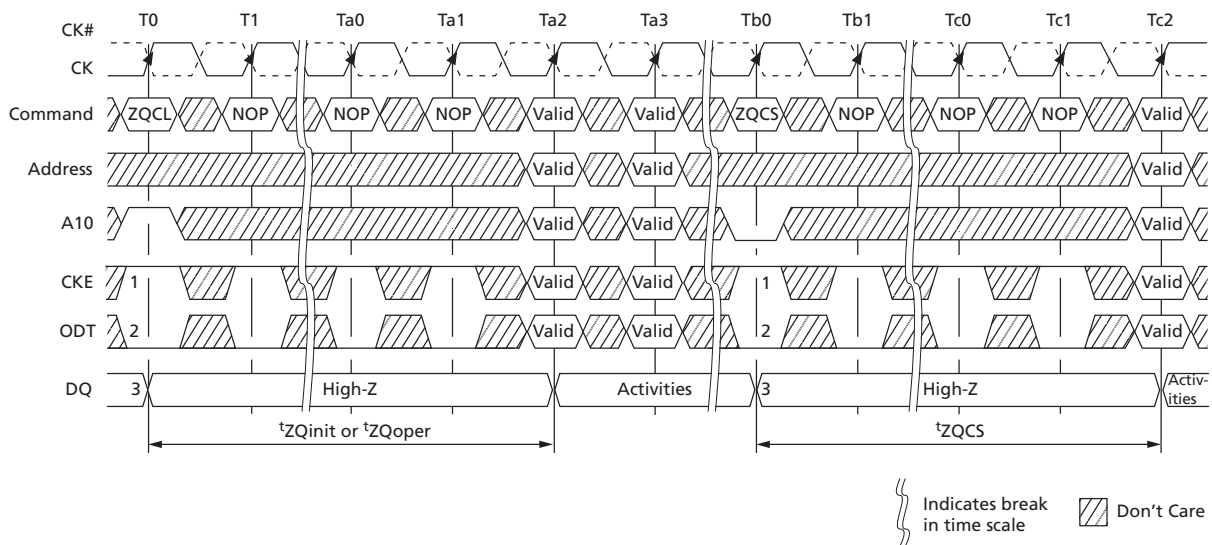 T0 T1 Ta0 Ta1 Ta2 Ta3 Tb0 Tb1 Tc0 Tc1 Tc2
CK#
CK
Command ZQCL NOP NOP NOP Valid Valid ZQCS NOP NOP NOP Valid
Address Valid Valid Valid
A10 Valid Valid Valid
CKE 1 Valid Valid 1 Valid
ODT 2 Valid Valid 2 Valid
DQ 3 High-Z Activities 3 High-Z Activ-
ities
tZQinit or tZQoper tZQCS
Indicates break
in time scale
Don't Care